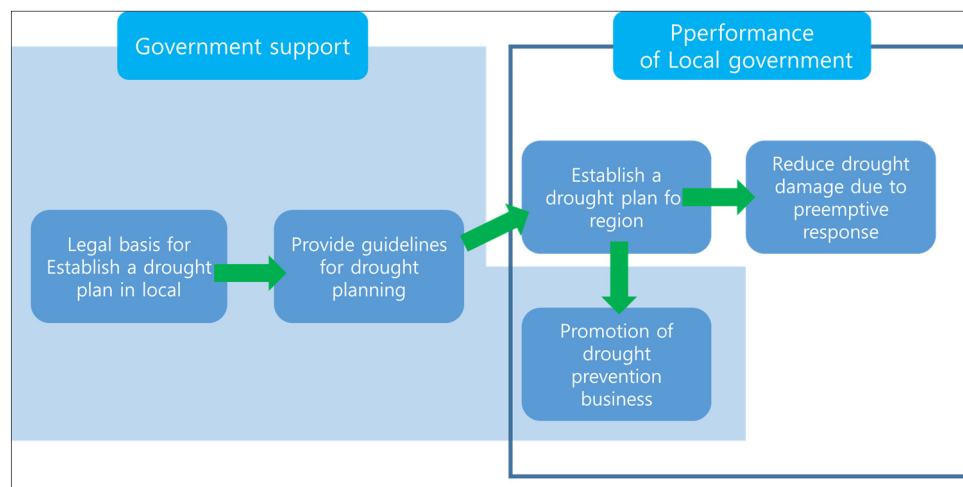 Government support
Pperformance
of Local government
Legal basis for
Establish a drought
plan in local
Provide guidelines
for drought
planning
Establish a
drought plan fo
region
Reduce drought
damage due to
preemptive
response
Promotion of
drought
prevention
business